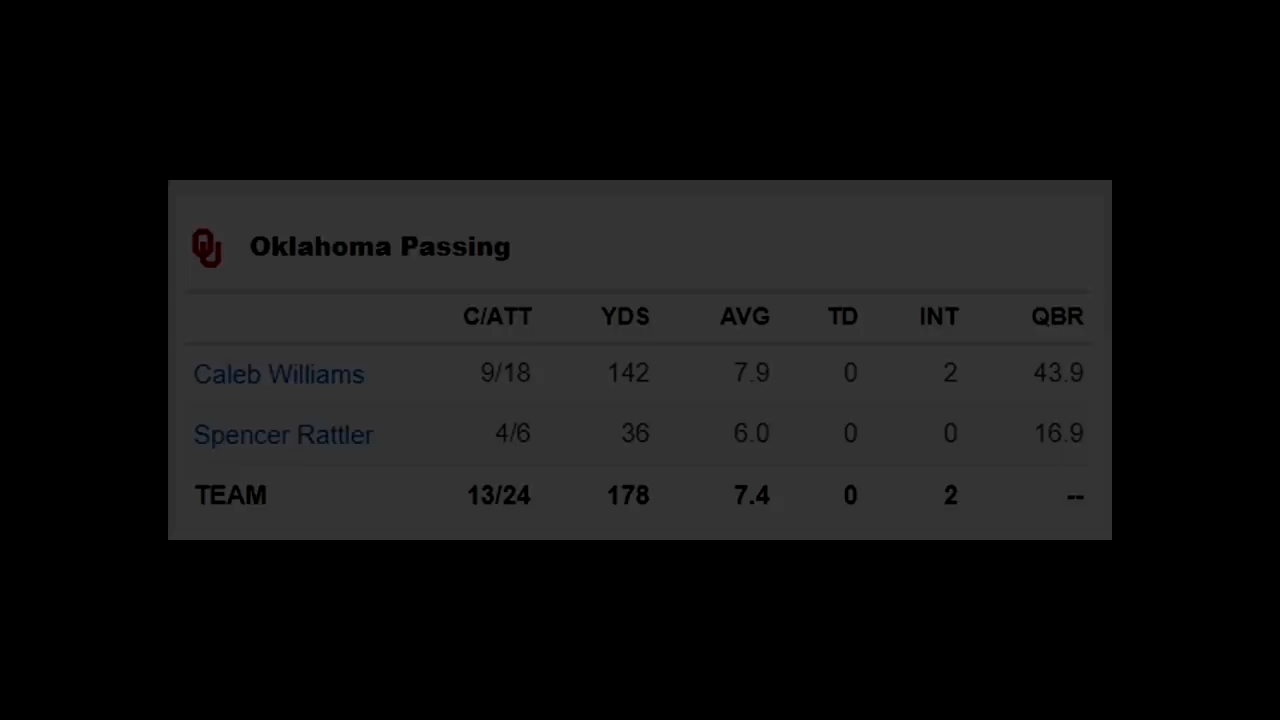 OU Oklahoma Passing
C/ATT YDS AVG TD INT QBR
Caleb Williams 9/18 142 7.9 0 2 43.9
Spencer Rattler 4/6 36 6.0 0 0 16.9
TEAM 13/24 178 7.4 0 2 --